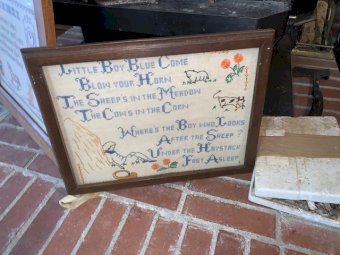 Little Boy Blue Come
Blow Your Horn
The Sheeps in the Meadow
The Cows in the Corn
Where's the Boy who Looks
After the Sheep?
Under the Haystack
Fast Asleep